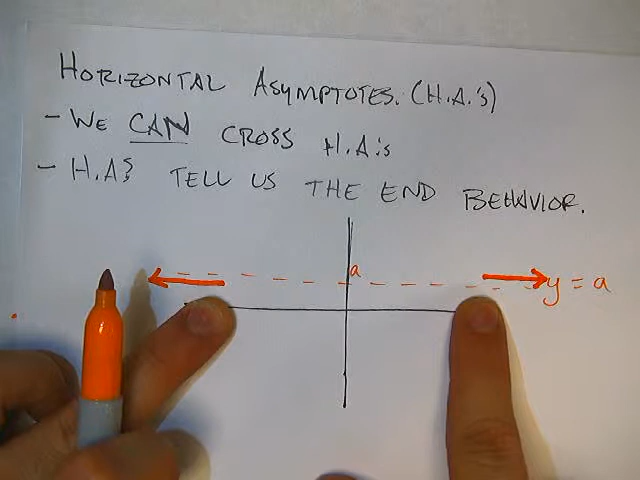 HORIZONTAL ASYMPTOTES. (H.A.'s)
- WE CAN CROSS H.A.'s
- H.A's TELL US THE END BEHAVIOR.
a
y = a